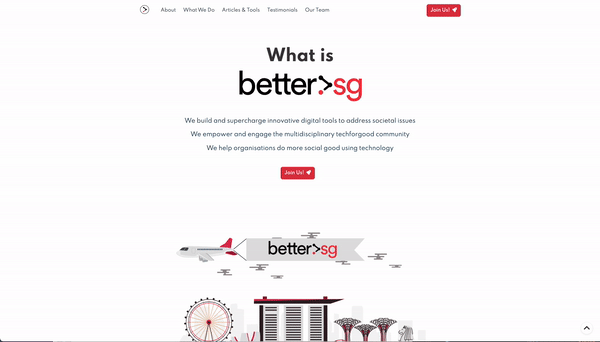 About What We Do Articles & Tools Testimonials Our Team Join Us!
What is
better.sg
We build and supercharge innovative digital tools to address societal issues
We empower and engage the multidisciplinary techforgood community
We help organisations do more social good using technology
Join Us!
better.sg